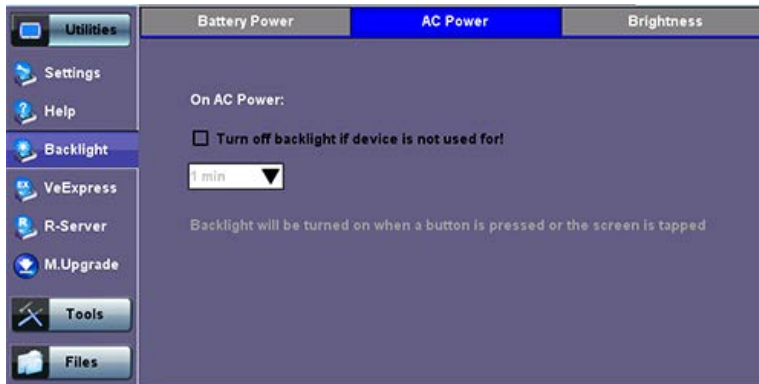 Utilities
Settings
Help
Backlight
VeExpress
R-Server
M.Upgrade
Tools
Files
Battery Power
AC Power
Brightness
On AC Power:
Turn off backlight if device is not used for!
1 min
Backlight will be turned on when a button is pressed or the screen is tapped